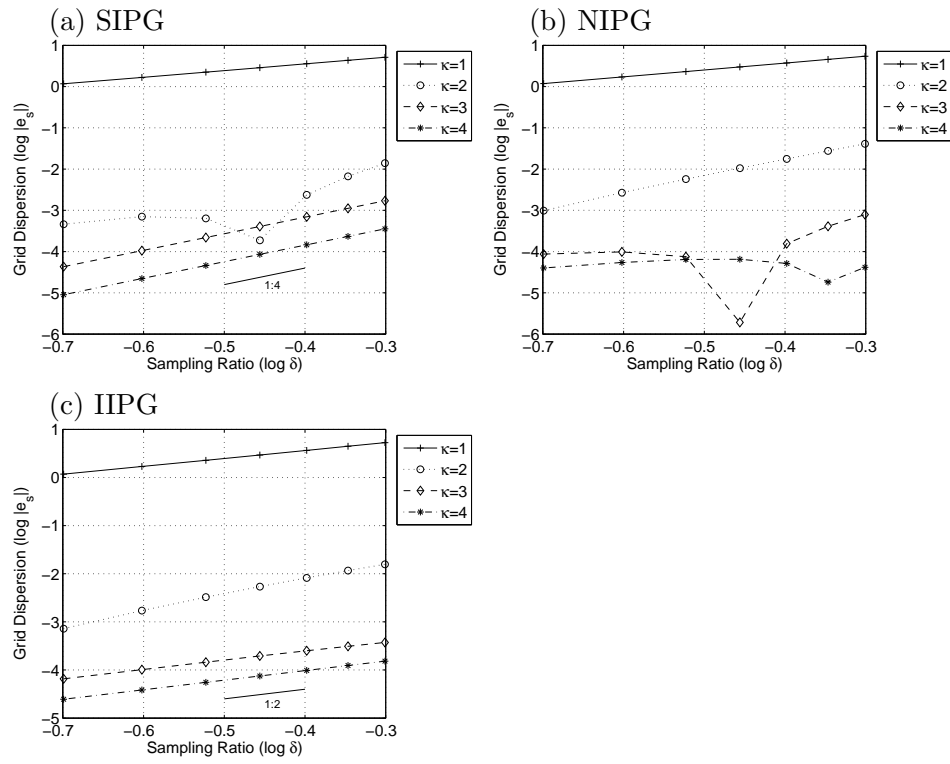 (a) SIPG
1
0
−1
−2
−3
−4
−5
−6
−0.7 −0.6 −0.5 −0.4 −0.3
Sampling Ratio (log δ)
Grid Dispersion (log |e_s|)
1:4
κ=1
κ=2
κ=3
κ=4
(b) NIPG
1
0
−1
−2
−3
−4
−5
−6
−0.7 −0.6 −0.5 −0.4 −0.3
Sampling Ratio (log δ)
Grid Dispersion (log |e_s|)
κ=1
κ=2
κ=3
κ=4
(c) IIPG
1
0
−1
−2
−3
−4
−5
−0.7 −0.6 −0.5 −0.4 −0.3
Sampling Ratio (log δ)
Grid Dispersion (log |e_s|)
1:2
κ=1
κ=2
κ=3
κ=4